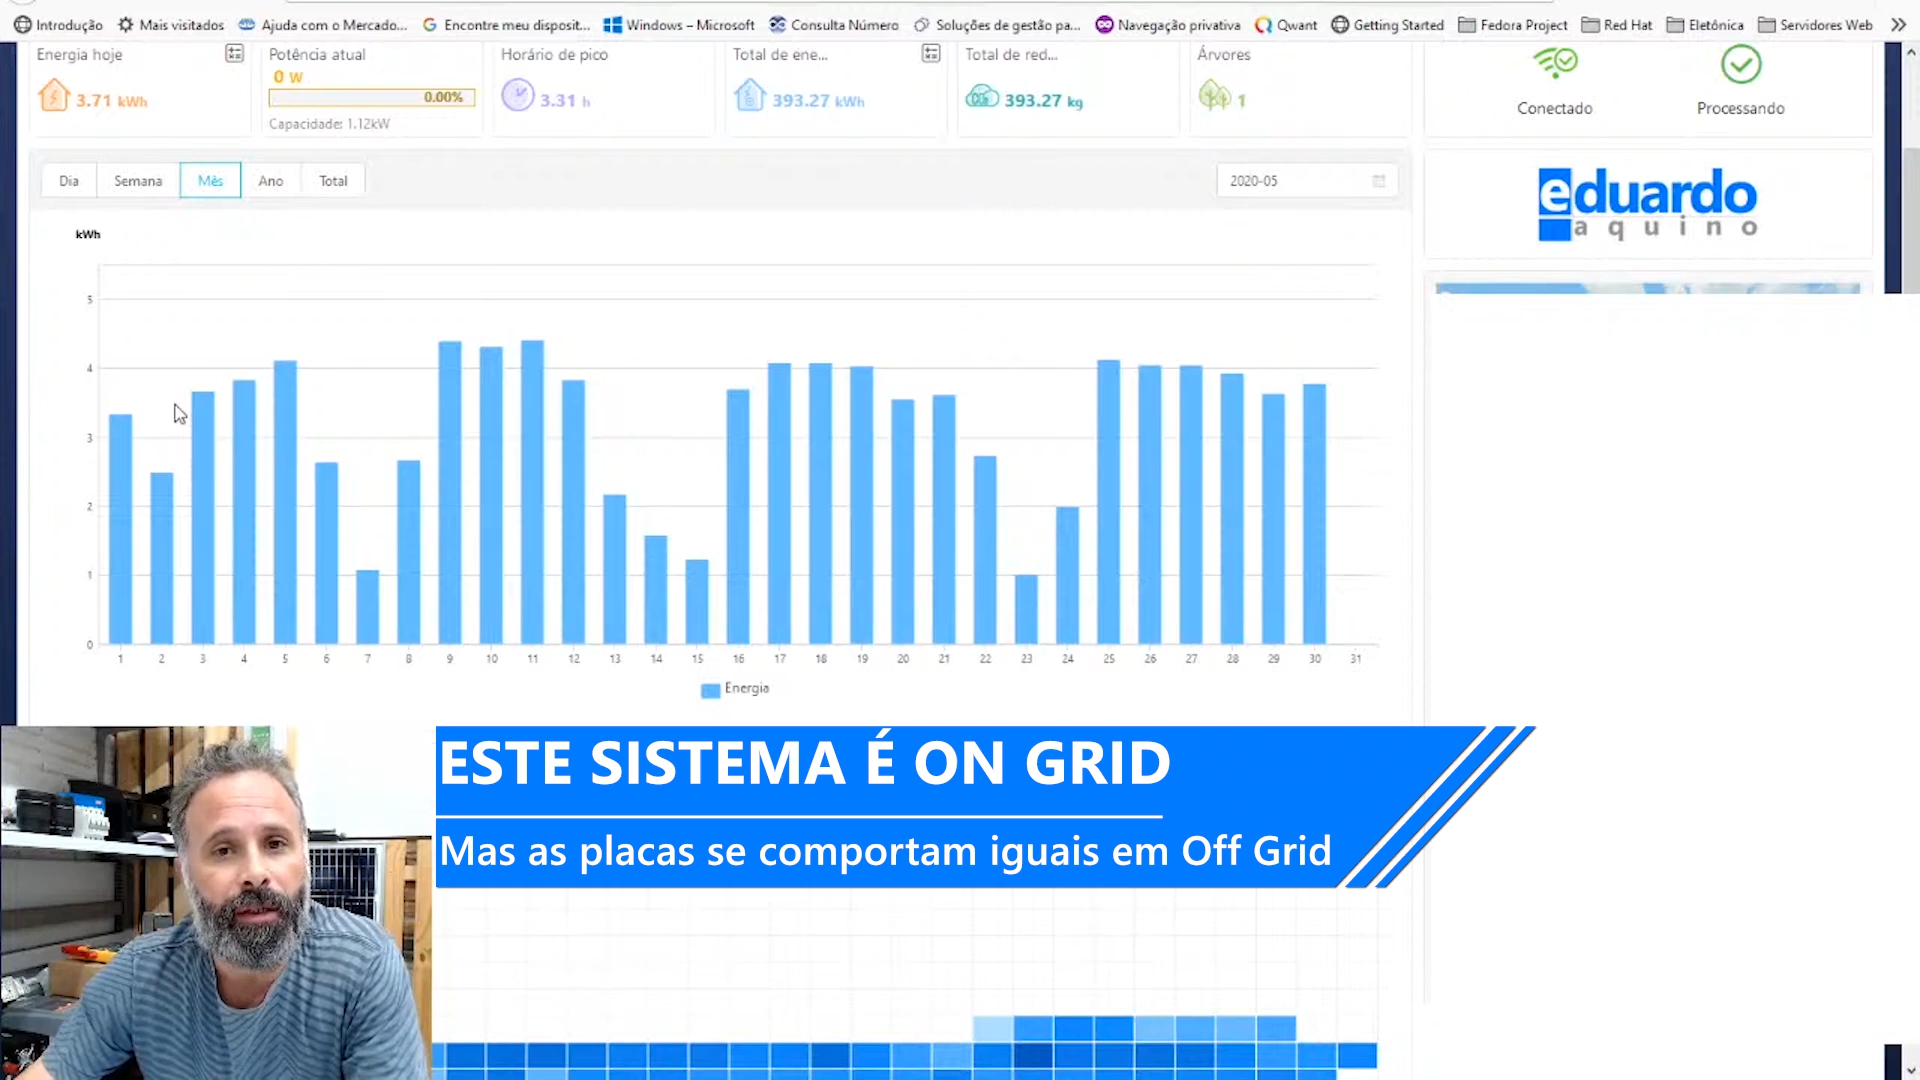 Introdução Mais visitados Ajuda com o Mercado... Encontre meu disposit... Windows – Microsoft Consulta Número Soluções de gestão pa... Navegação privativa Qwant Getting Started Fedora Project Red Hat Eletônica Servidores Web
Energia hoje
3.71 kWh
Potência atual
0 W
0.00%
Capacidade: 1.12kW
Horário de pico
3.31 h
Total de ene...
393.27 kWh
Total de red...
CO2
393.27 kg
Árvores
1
Conectado
Processando
Dia Semana Mês Ano Total
2020-05
eduardo
aquino
kWh
5
4
3
2
1
0
1 2 3 4 5 6 7 8 9 10 11 12 13 14 15 16 17 18 19 20 21 22 23 24 25 26 27 28 29 30 31
Energia
ESTE SISTEMA É ON GRID
Mas as placas se comportam iguais em Off Grid